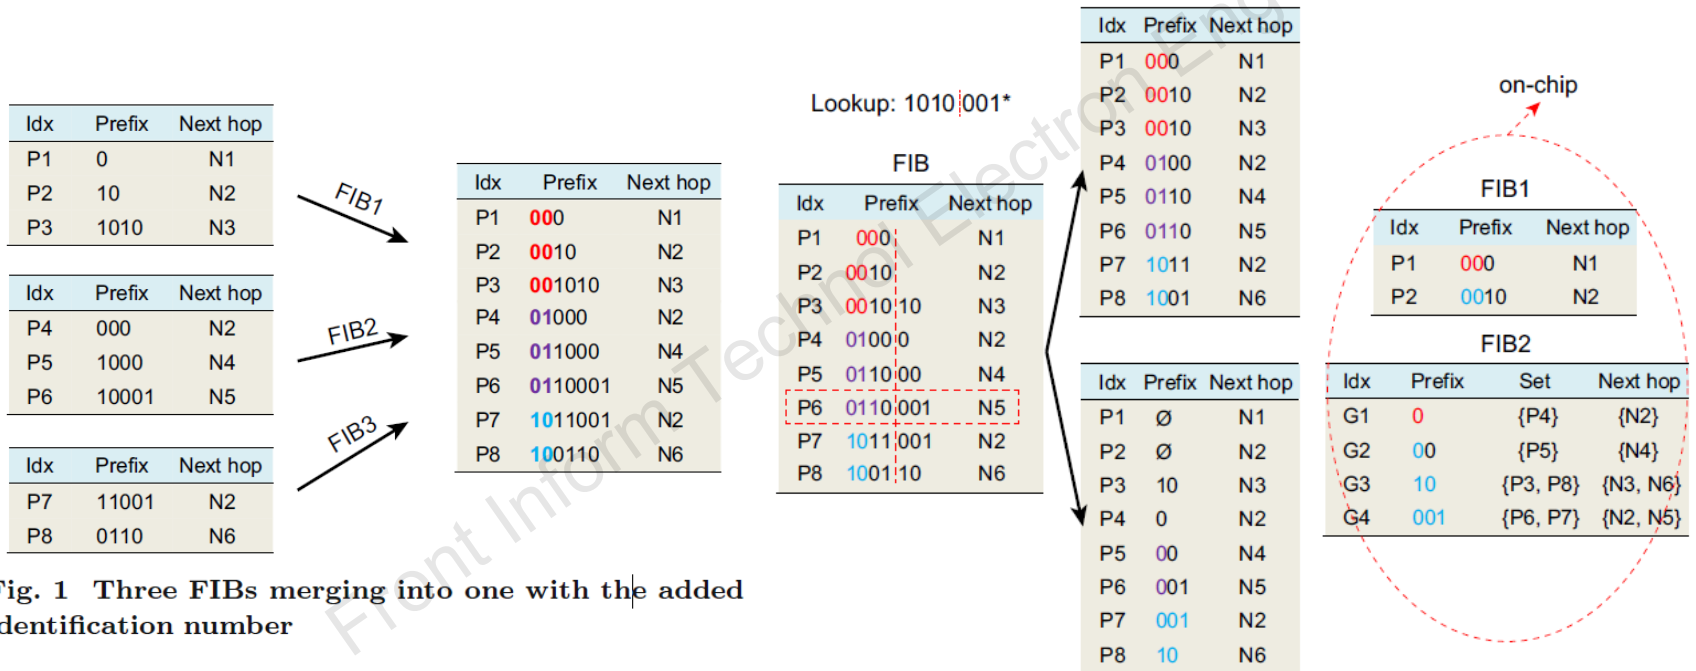 Idx Prefix Next hop
P1 0 N1
P2 10 N2
P3 1010 N3
Idx Prefix Next hop
P4 000 N2
P5 1000 N4
P6 10001 N5
Idx Prefix Next hop
P7 11001 N2
P8 0110 N6
FIB1
FIB2
FIB3
Idx Prefix Next hop
P1 000 N1
P2 0010 N2
P3 001010 N3
P4 01000 N2
P5 011000 N4
P6 0110001 N5
P7 1011001 N2
P8 100110 N6
Fig. 1 Three FIBs merging into one with the added
identification number
Lookup: 1010 001*
FIB
Idx Prefix Next hop
P1 000 N1
P2 0010 N2
P3 0010 10 N3
P4 0100 0 N2
P5 0110 00 N4
P6 0110 001 N5
P7 1011 001 N2
P8 1001 10 N6
Idx Prefix Next hop
P1 000 N1
P2 0010 N2
P3 0010 N3
P4 0100 N2
P5 0110 N4
P6 0110 N5
P7 1011 N2
P8 1001 N6
Idx Prefix Next hop
P1 Ø N1
P2 Ø N2
P3 10 N3
P4 0 N2
P5 00 N4
P6 001 N5
P7 001 N2
P8 10 N6
on-chip
FIB1
Idx Prefix Next hop
P1 000 N1
P2 0010 N2
FIB2
Idx Prefix Set Next hop
G1 0 {P4} {N2}
G2 00 {P5} {N4}
G3 10 {P3, P8} {N3, N6}
G4 001 {P6, P7} {N2, N5}
Front Inform Technol Electron Eng